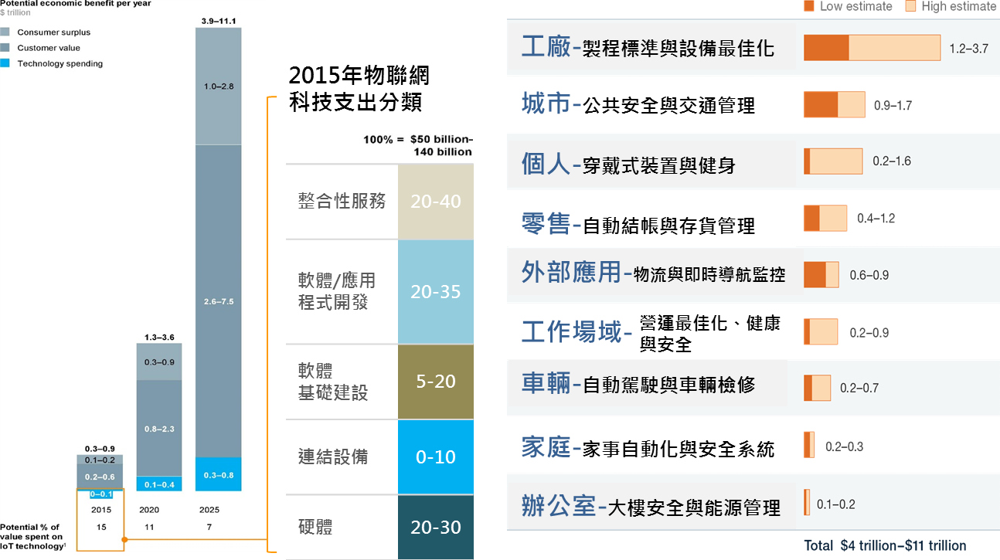 Potential economic benefit per year
$ trillion
Consumer surplus
Customer value
Technology spending
3.9–11.1
1.0–2.8
2.6–7.5
0.3–0.8
1.3–3.6
0.3–0.9
0.8–2.3
0.1–0.4
0.3–0.9
0.1–0.2
0.2–0.6
0–0.1
2015 2020 2025
Potential % of
value spent on
IoT technology¹
15 11 7
2015年物聯網
科技支出分類
100% = $50 billion–
140 billion
整合性服務 20-40
軟體/應用
程式開發
20-35
軟體
基礎建設
5-20
連結設備 0-10
硬體 20-30
Low estimate High estimate
工廠-製程標準與設備最佳化 1.2–3.7
城市-公共安全與交通管理 0.9–1.7
個人-穿戴式裝置與健身 0.2–1.6
零售-自動結帳與存貨管理 0.4–1.2
外部應用-物流與即時導航監控 0.6–0.9
工作場域- 營運最佳化、健康
與安全
0.2–0.9
車輛-自動駕駛與車輛檢修 0.2–0.7
家庭-家事自動化與安全系統 0.2–0.3
辦公室-大樓安全與能源管理 0.1–0.2
Total $4 trillion–$11 trillion